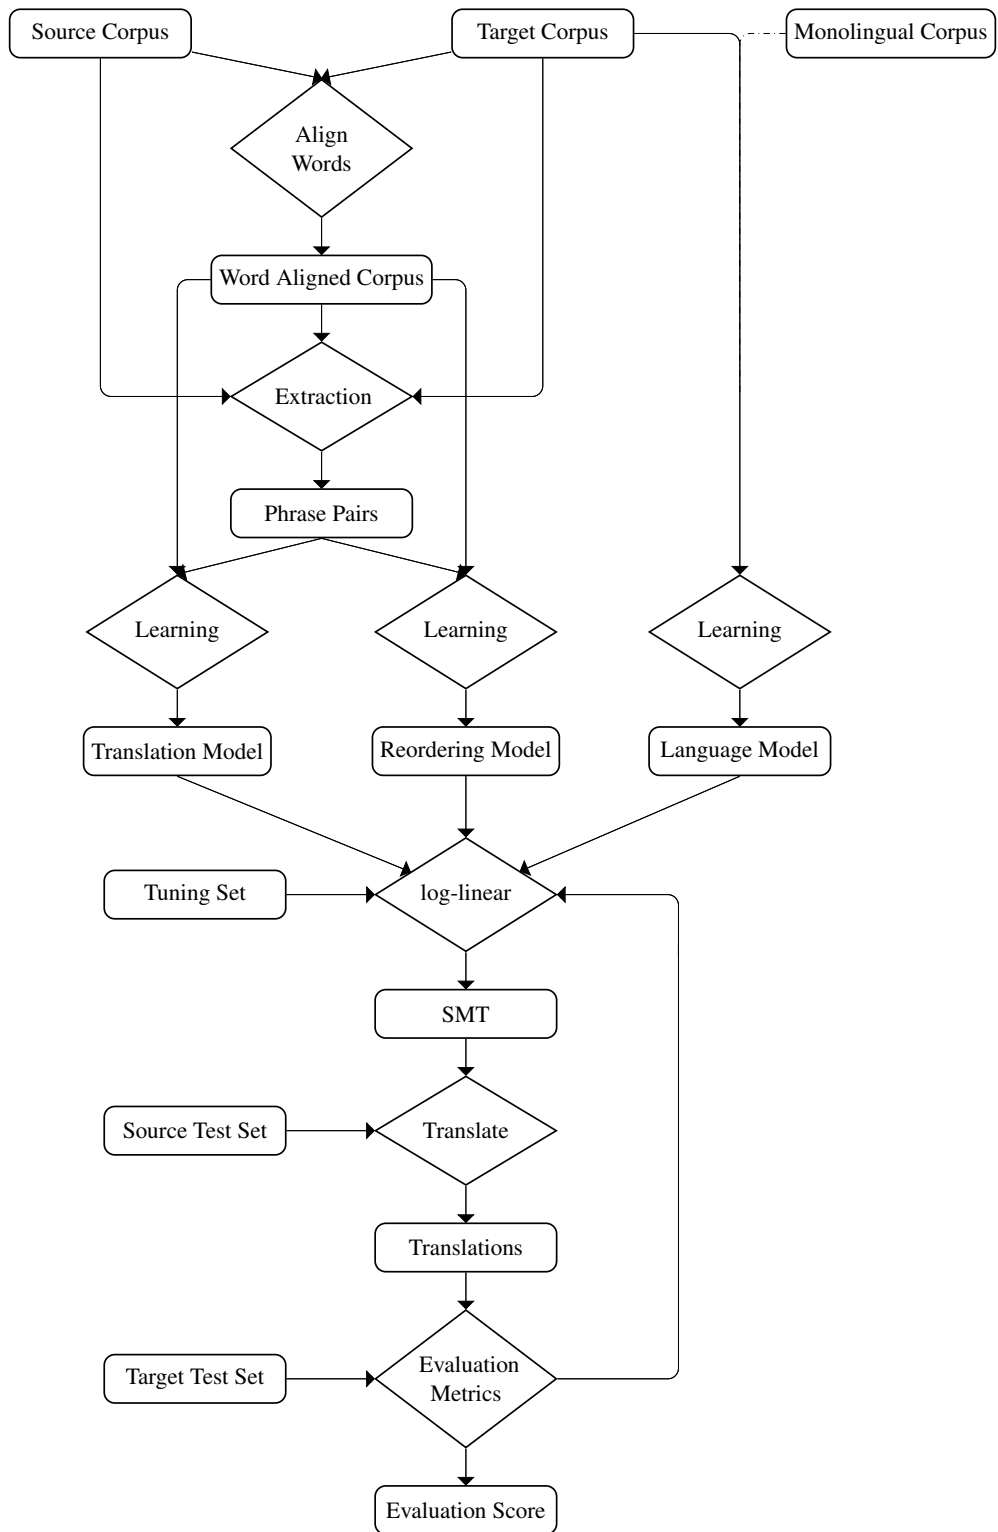 Source Corpus
Target Corpus
Monolingual Corpus
Align
Words
Word Aligned Corpus
Extraction
Phrase Pairs
Learning
Learning
Learning
Translation Model
Reordering Model
Language Model
Tuning Set
log-linear
SMT
Source Test Set
Translate
Translations
Target Test Set
Evaluation
Metrics
Evaluation Score